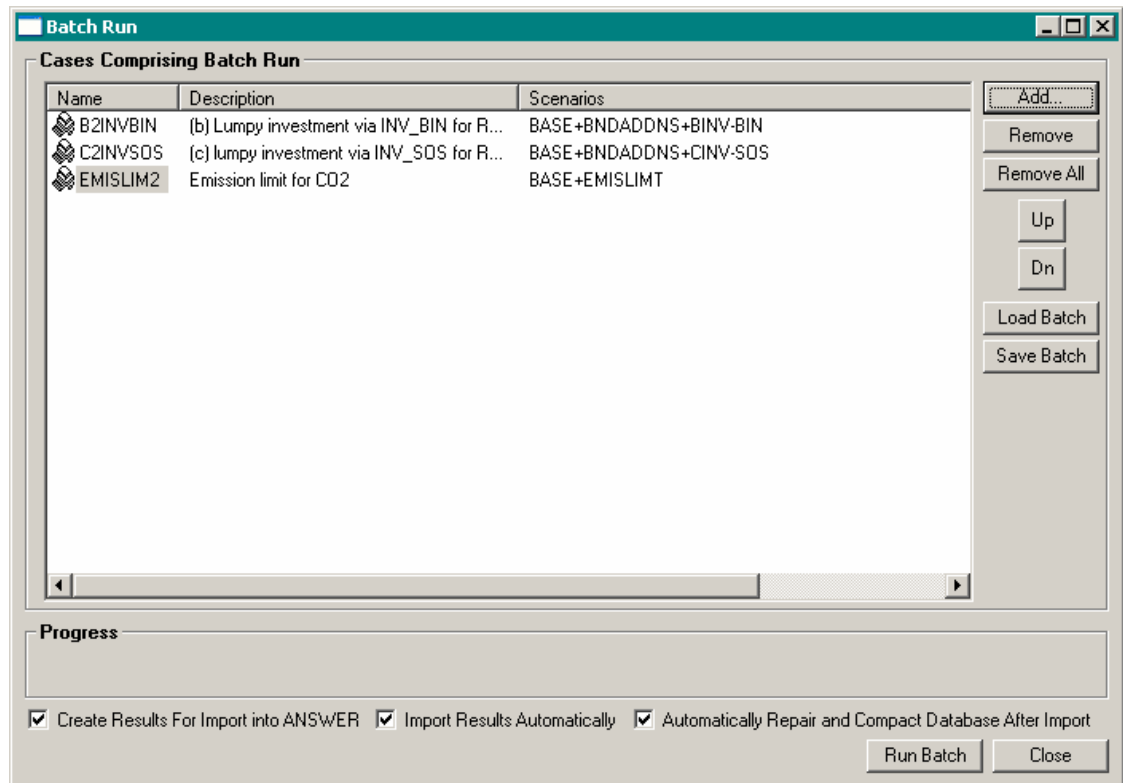 Batch Run
Cases Comprising Batch Run
Name Description Scenarios
B2INVBIN (b) Lumpy investment via INV_BIN for R... BASE+BNDADDNS+BINV-BIN
C2INVSOS (c) lumpy investment via INV_SOS for R... BASE+BNDADDNS+CINV-SOS
EMISLIM2 Emission limit for CO2 BASE+EMISLIMT
Add...
Remove
Remove All
Up
Dn
Load Batch
Save Batch
Progress
Create Results For Import into ANSWER Import Results Automatically Automatically Repair and Compact Database After Import
Run Batch Close